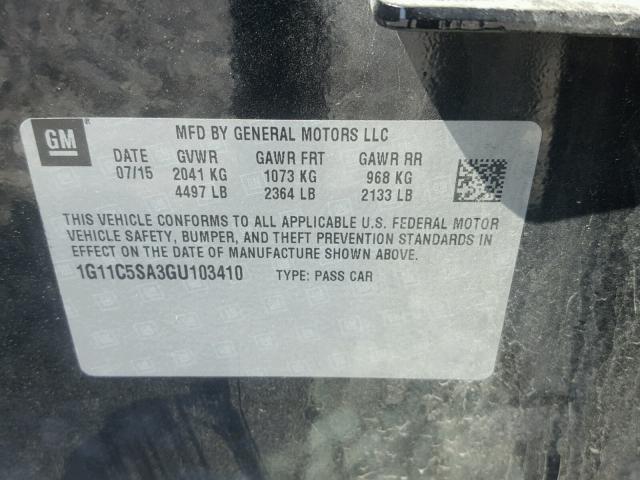 GM® MFD BY GENERAL MOTORS LLC
DATE GVWR GAWR FRT GAWR RR
07/15 2041 KG 1073 KG 968 KG
4497 LB 2364 LB 2133 LB
THIS VEHICLE CONFORMS TO ALL APPLICABLE U.S. FEDERAL MOTOR
VEHICLE SAFETY, BUMPER, AND THEFT PREVENTION STANDARDS IN
EFFECT ON THE DATE OF MANUFACTURE SHOWN ABOVE.
1G11C5SA3GU103410 TYPE: PASS CAR